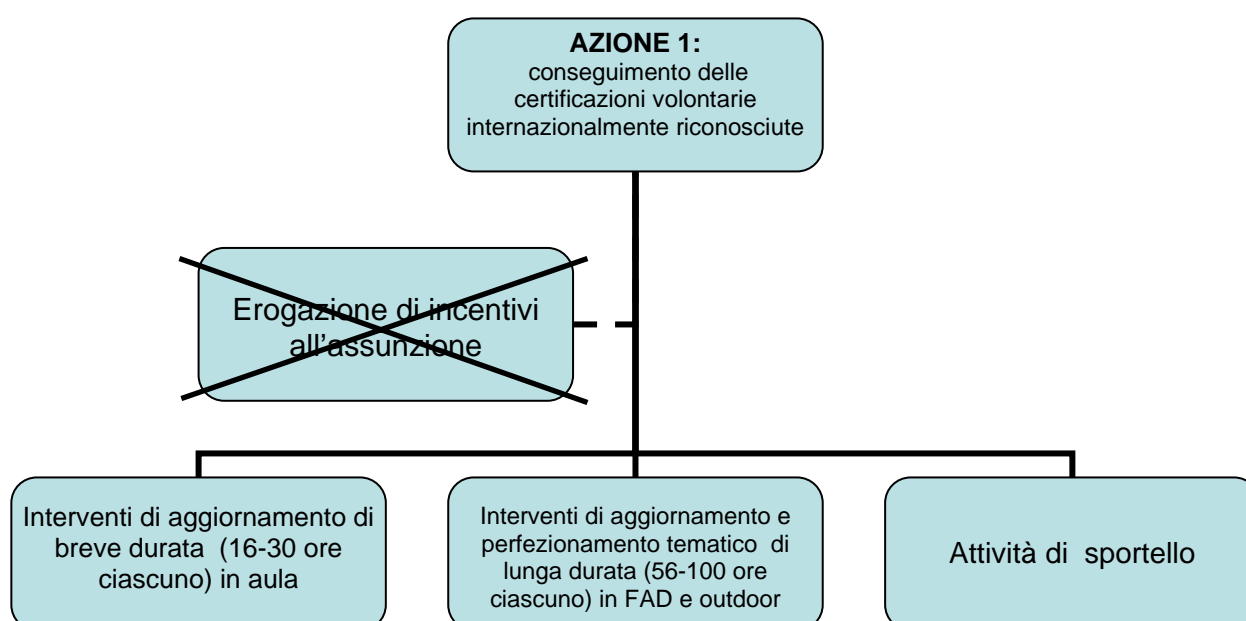 AZIONE 1:
conseguimento delle
certificazioni volontarie
internazionalmente riconosciute
Erogazione di incentivi
all'assunzione
Interventi di aggiornamento di
breve durata (16-30 ore
ciascuno) in aula
Interventi di aggiornamento e
perfezionamento tematico di
lunga durata (56-100 ore
ciascuno) in FAD e outdoor
Attività di sportello